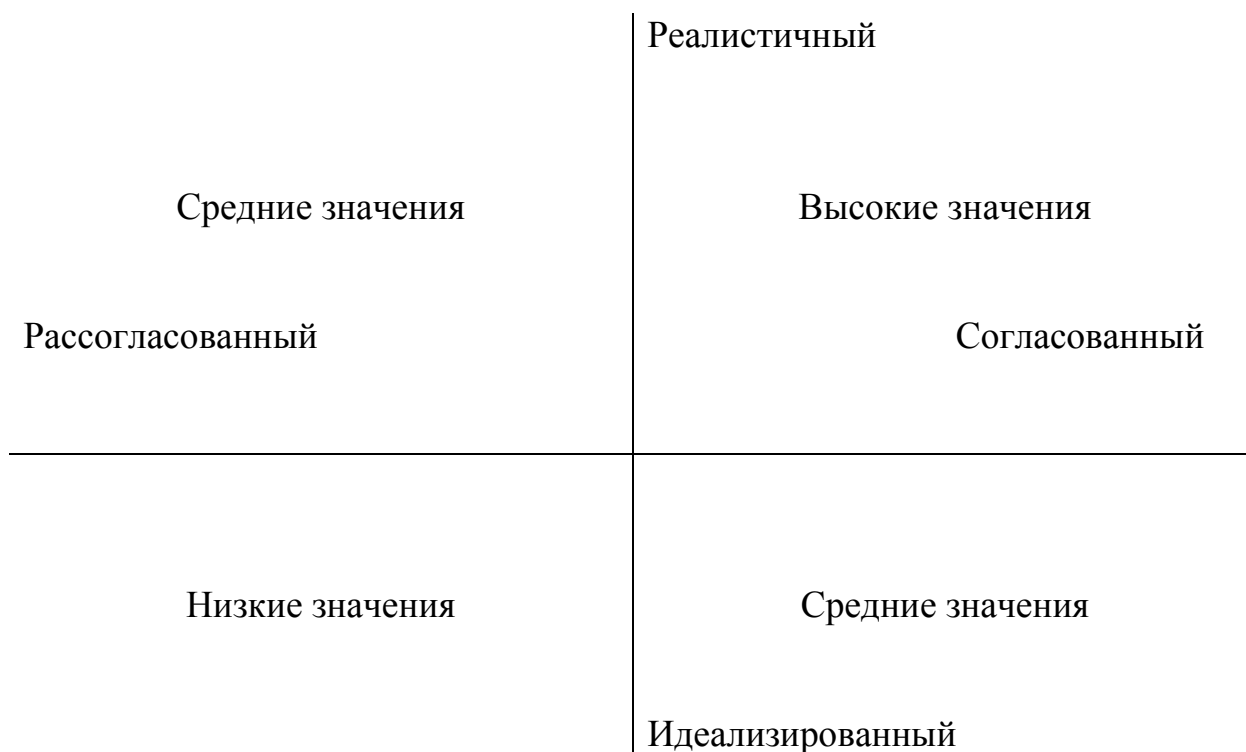 Реалистичный
Средние значения
Высокие значения
Рассогласованный
Согласованный
Низкие значения
Средние значения
Идеализированный